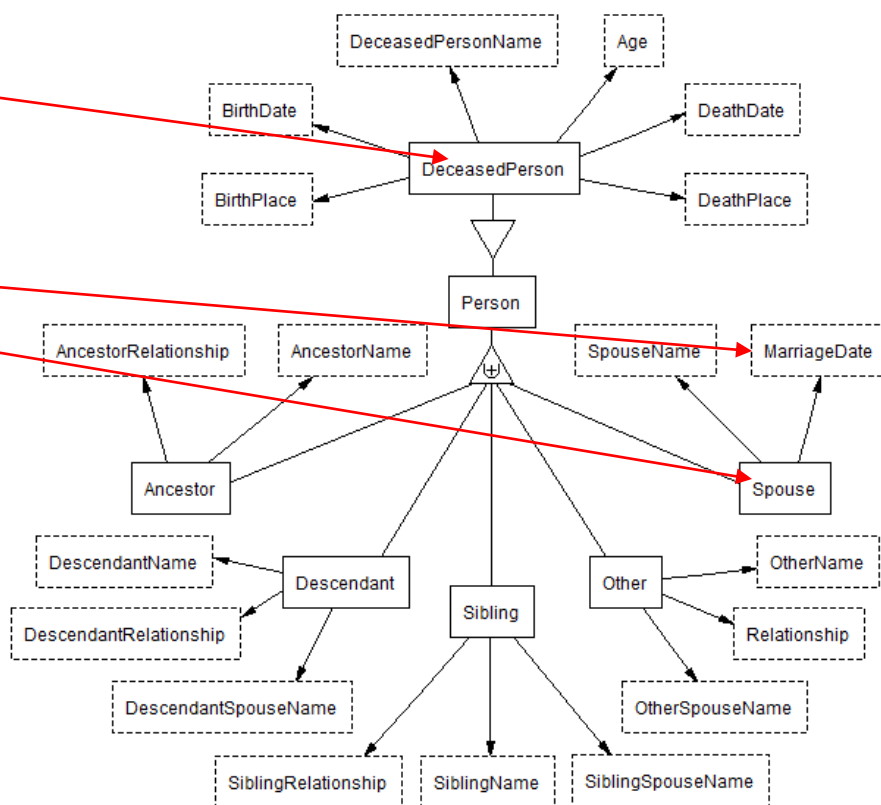 DeceasedPersonName
Age
BirthDate
DeathDate
DeceasedPerson
BirthPlace
DeathPlace
Person
AncestorRelationship
AncestorName
SpouseName
MarriageDate
Ancestor
Spouse
DescendantName
Descendant
Other
OtherName
Sibling
DescendantRelationship
Relationship
DescendantSpouseName
OtherSpouseName
SiblingRelationship
SiblingName
SiblingSpouseName